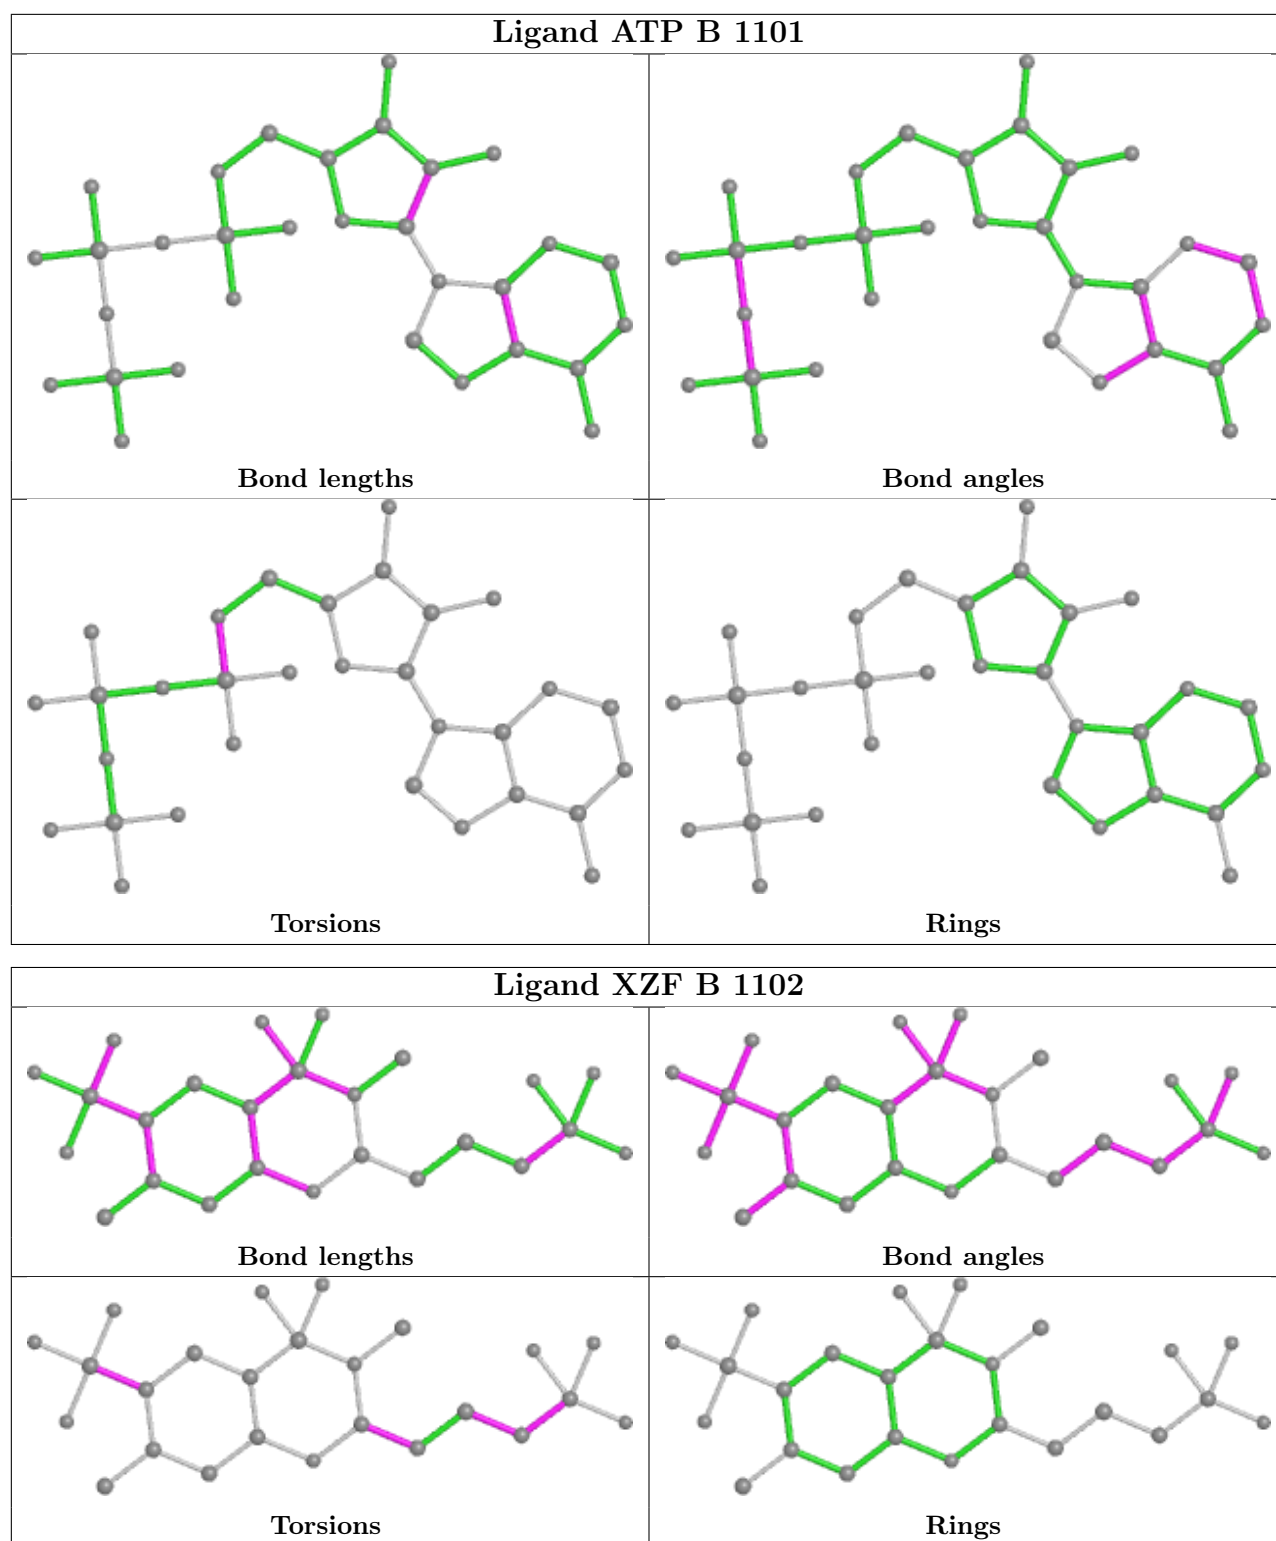 Ligand ATP B 1101
Bond lengths
Bond angles
Torsions
Rings
Ligand XZF B 1102
Bond lengths
Bond angles
Torsions
Rings